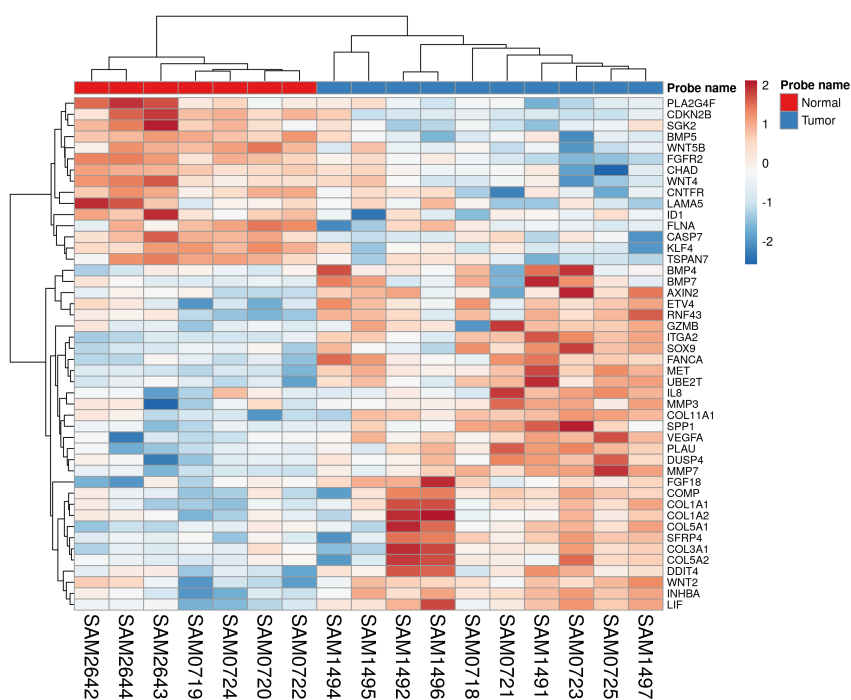 Probe name
Probe name
Normal
Tumor
2
1
0
-1
-2
PLA2G4F
CDKN2B
SGK2
BMP5
WNT5B
FGFR2
CHAD
WNT4
CNTFR
LAMA5
ID1
FLNA
CASP7
KLF4
TSPAN7
BMP4
BMP7
AXIN2
ETV4
RNF43
GZMB
ITGA2
SOX9
FANCA
MET
UBE2T
IL8
MMP3
COL11A1
SPP1
VEGFA
PLAU
DUSP4
MMP7
FGF18
COMP
COL1A1
COL1A2
COL5A1
SFRP4
COL3A1
COL5A2
DDIT4
WNT2
INHBA
LIF
SAM2642
SAM2644
SAM2643
SAM0719
SAM0724
SAM0720
SAM0722
SAM1494
SAM1495
SAM1492
SAM1496
SAM0718
SAM0721
SAM1491
SAM0723
SAM0725
SAM1497